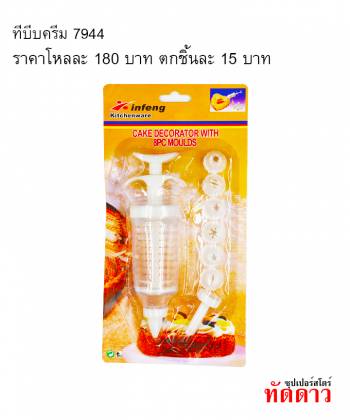 ที่บีบครีม 7944
ราคาโหลละ 180 บาท ตกชิ้นละ 15 บาท
Xinfeng
Kitchenware
CAKE DECORATOR WITH
8PC MOULDS
ซุปเปอร์สโตร์
ทัดดาว